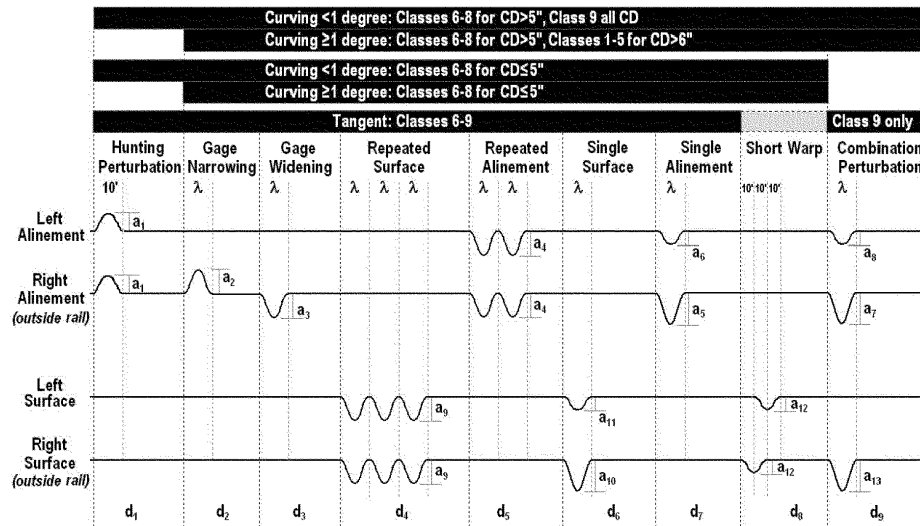 Curving <1 degree: Classes 6-8 for CD>5", Class 9 all CD
Curving ≥1 degree: Classes 6-8 for CD>5", Classes 1-5 for CD>6"
Curving <1 degree: Classes 6-8 for CD≤5"
Curving ≥1 degree: Classes 6-8 for CD≤5"
Tangent: Classes 6-9
Class 9 only
Hunting Perturbation
Gage Narrowing
Gage Widening
Repeated Surface
Repeated Alinement
Single Surface
Single Alinement
Short Warp
Combination Perturbation
10' λ λ λ λ λ λ λ λ λ 10' 10' 10' λ
Left Alinement
a1 a4 a6 a8
Right Alinement (outside rail)
a1 a2 a3 a4 a5 a7
Left Surface
a9 a11 a12
Right Surface (outside rail)
a9 a10 a12 a13
d1 d2 d3 d4 d5 d6 d7 d8 d9